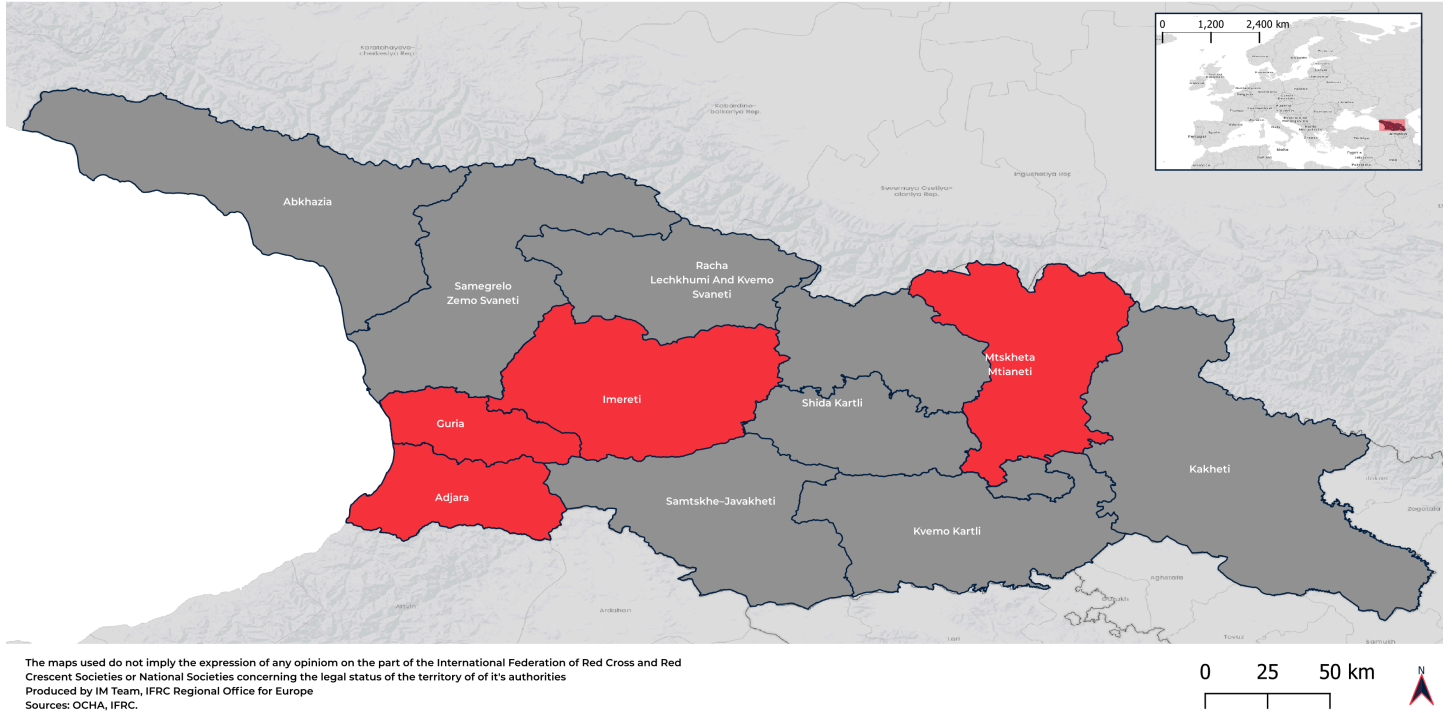 0 1,200 2,400 km
Abkhazia
Racha
Lechkhumi And Kvemo
Svaneti
Samegrelo
Zemo Svaneti
Mtskheta
Mtianeti
Imereti
Shida Kartli
Guria
Kakheti
Adjara
Samtskhe-Javakheti
Kvemo Kartli
Ardahan
The maps used do not imply the expression of any opiniom on the part of the International Federation of Red Cross and Red
Crescent Societies or National Societies concerning the legal status of the territory of of it's authorities
Produced by IM Team, IFRC Regional Office for Europe
Sources: OCHA, IFRC.
0 25 50 km
N